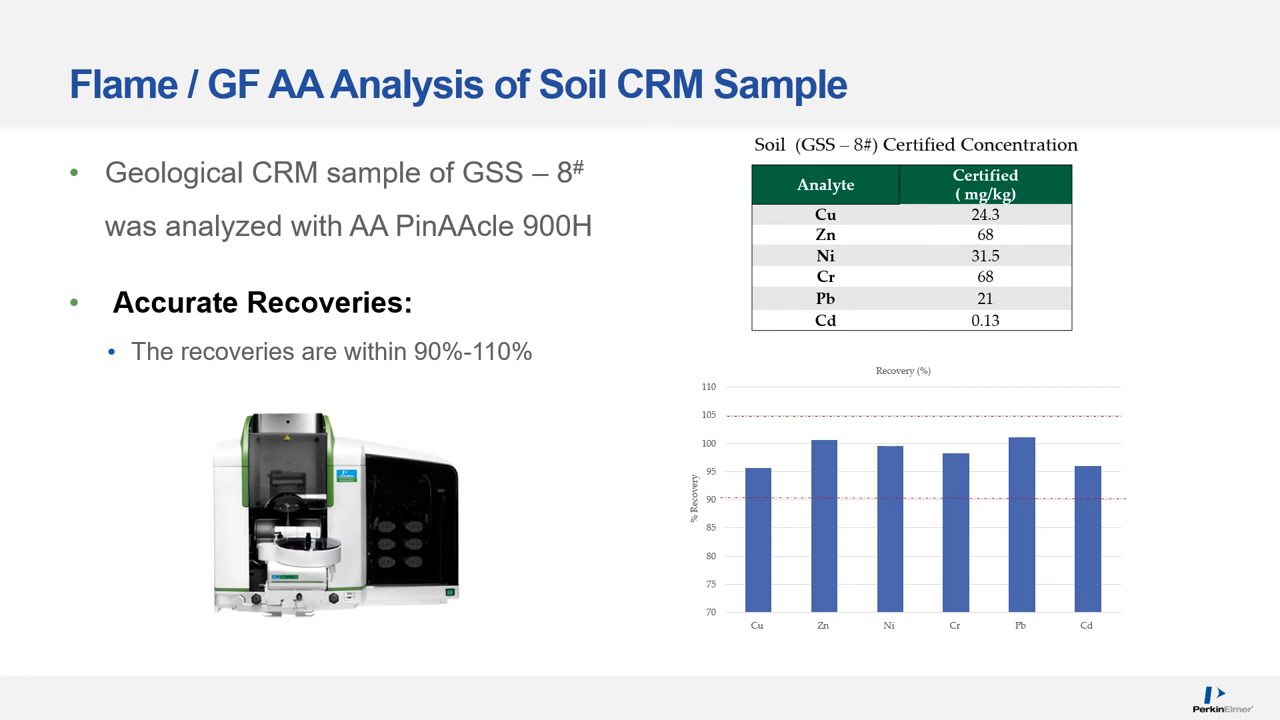 Flame / GF AA Analysis of Soil CRM Sample
• Geological CRM sample of GSS – 8#
was analyzed with AA PinAAcle 900H
• Accurate Recoveries:
• The recoveries are within 90%-110%
Soil (GSS – 8#) Certified Concentration
Analyte Certified
( mg/kg)
Cu 24.3
Zn 68
Ni 31.5
Cr 68
Pb 21
Cd 0.13
Recovery (%)
% Recovery
110
105
100
95
90
85
80
75
70
Cu Zn Ni Cr Pb Cd
PerkinElmer